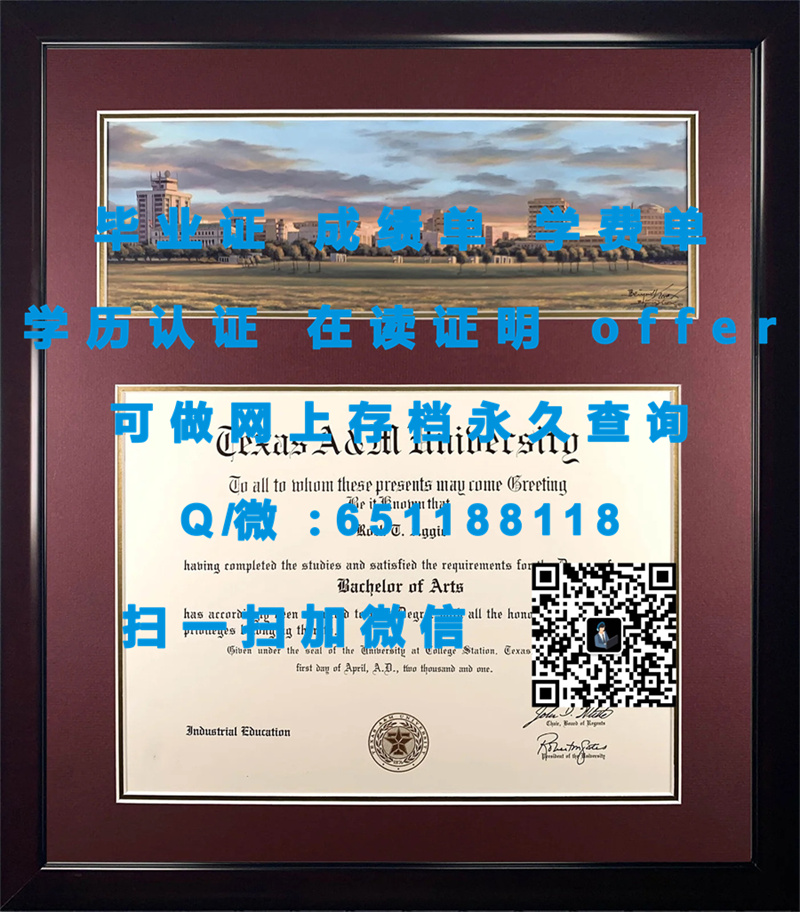 毕业证 成绩单 学费单
学历认证 在读证明 offer
可做网上存档永久查询
Texas A&M University
To all to whom these presents may come Greeting
Be it Known that
Q/微 :651188118
T.
having completed the studies and satisfied the requirements for
Bachelor of Arts
扫一扫加微信
has all the
Given under the seal of the University at College Station, Texas
first day of April, A.D., two thousand and one.
Chair, Board of Regents
Industrial Education
President of the University